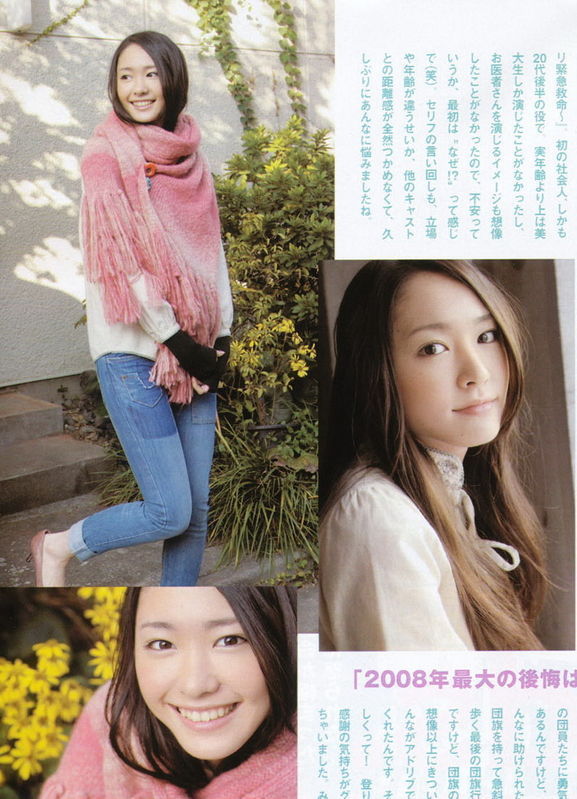 リ緊急救命〜』、初の社会人、しかも
20代後半の役で、実年齢より上は美
大生しか演じたことがなかったし、
お医者さんを演じるイメージも想像
したことがなかったので、不安って
いうか、最初は〝なぜ!?〟って感じ
で(笑)。セリフの言い回しも、立場
や年齢が違うせいか、他のキャスト
との距離感が全然つかめなくて、久
しぶりにあんなに悩みましたね。
「2008年最大の後悔は
の団員たちに勇気
あるんですけど、
んなに助けられた
団旗を持って急斜
歩く最後の団旗行
ですけど、団旗の
想像以上にきつい
んながアドリブで
くれたんです。そ
しくって! 登り
感謝の気持ちがグ
ちゃいました。み